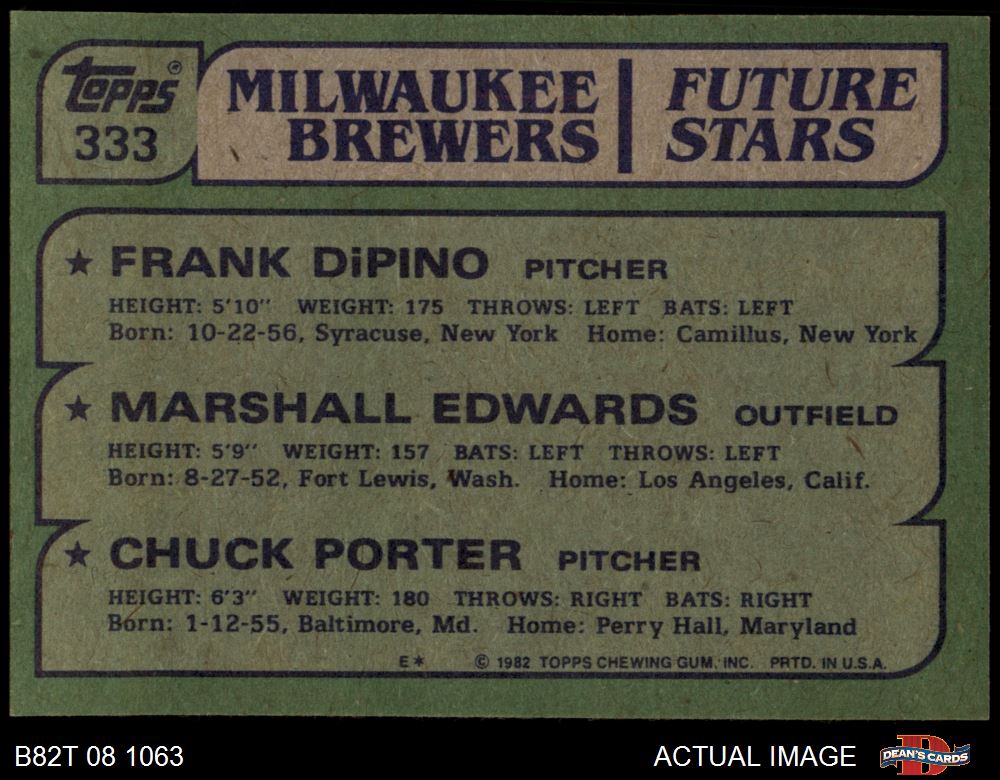 topps®
333
MILWAUKEE BREWERS
FUTURE STARS
★ FRANK DiPINO PITCHER
HEIGHT: 5'10" WEIGHT: 175 THROWS: LEFT BATS: LEFT
Born: 10-22-56, Syracuse, New York Home: Camillus, New York
★ MARSHALL EDWARDS OUTFIELD
HEIGHT: 5'9" WEIGHT: 157 BATS: LEFT THROWS: LEFT
Born: 8-27-52, Fort Lewis, Wash. Home: Los Angeles, Calif.
★ CHUCK PORTER PITCHER
HEIGHT: 6'3" WEIGHT: 180 THROWS: RIGHT BATS: RIGHT
Born: 1-12-55, Baltimore, Md. Home: Perry Hall, Maryland
E* © 1982 TOPPS CHEWING GUM, INC. PRTD. IN U.S.A.
B82T 08 1063 ACTUAL IMAGE D DEAN'S CARDS